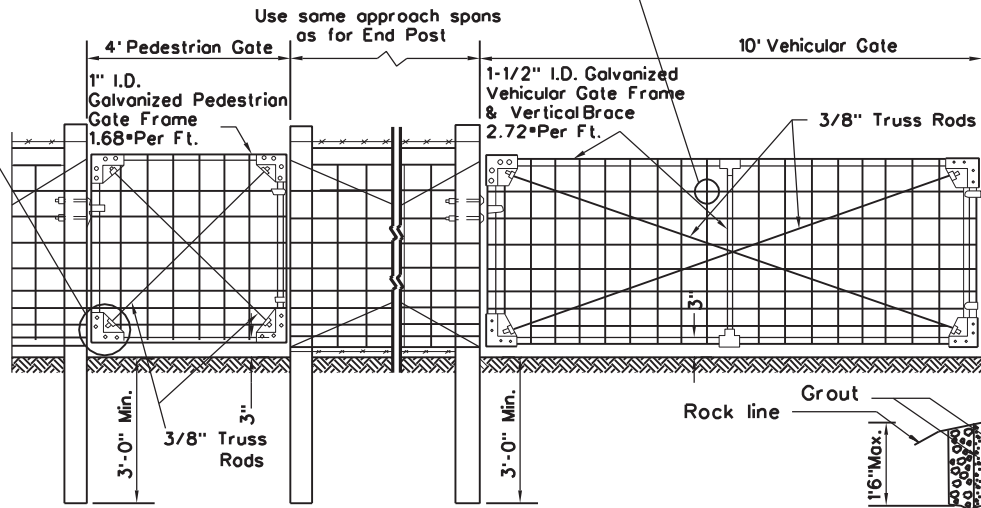 Use same approach spans
as for End Post
4' Pedestrian Gate
10' Vehicular Gate
1" I.D.
Galvanized Pedestrian
Gate Frame
1.68# Per Ft.
1-1/2" I.D. Galvanized
Vehicular Gate Frame
& Vertical Brace
2.72# Per Ft.
3/8" Truss Rods
3"
3"
3'-0" Min.
3/8" Truss
Rods
3'-0" Min.
Rock line
Grout
1'6"Max.